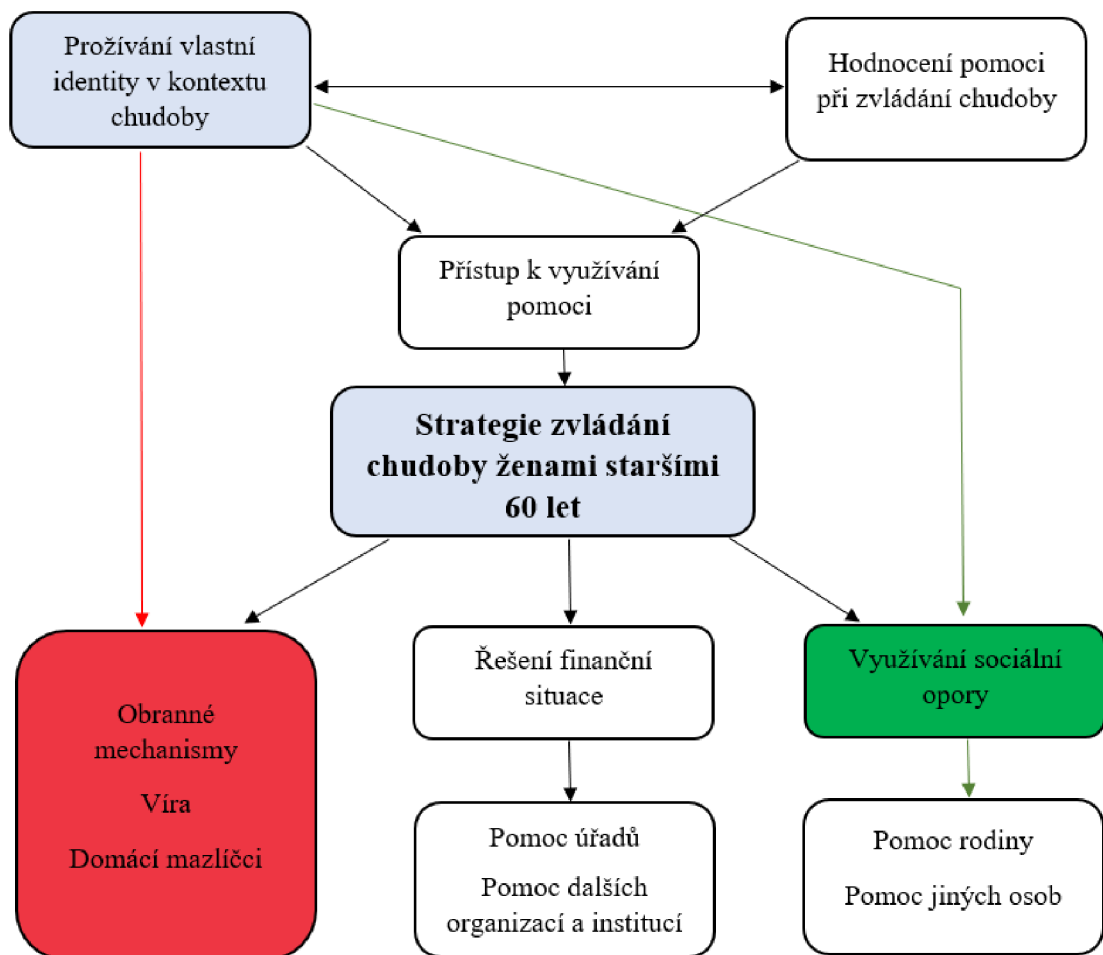 Prožívání vlastní
identity v kontextu
chudoby
Hodnocení pomoci
při zvládání chudoby
Přístup k využívání
pomoci
Strategie zvládání
chudoby ženami staršími
60 let
Obranné
mechanismy
Víra
Domácí mazlíčci
Řešení finanční
situace
Využívání sociální
opory
Pomoc úřadů
Pomoc dalších
organizací a institucí
Pomoc rodiny
Pomoc jiných osob